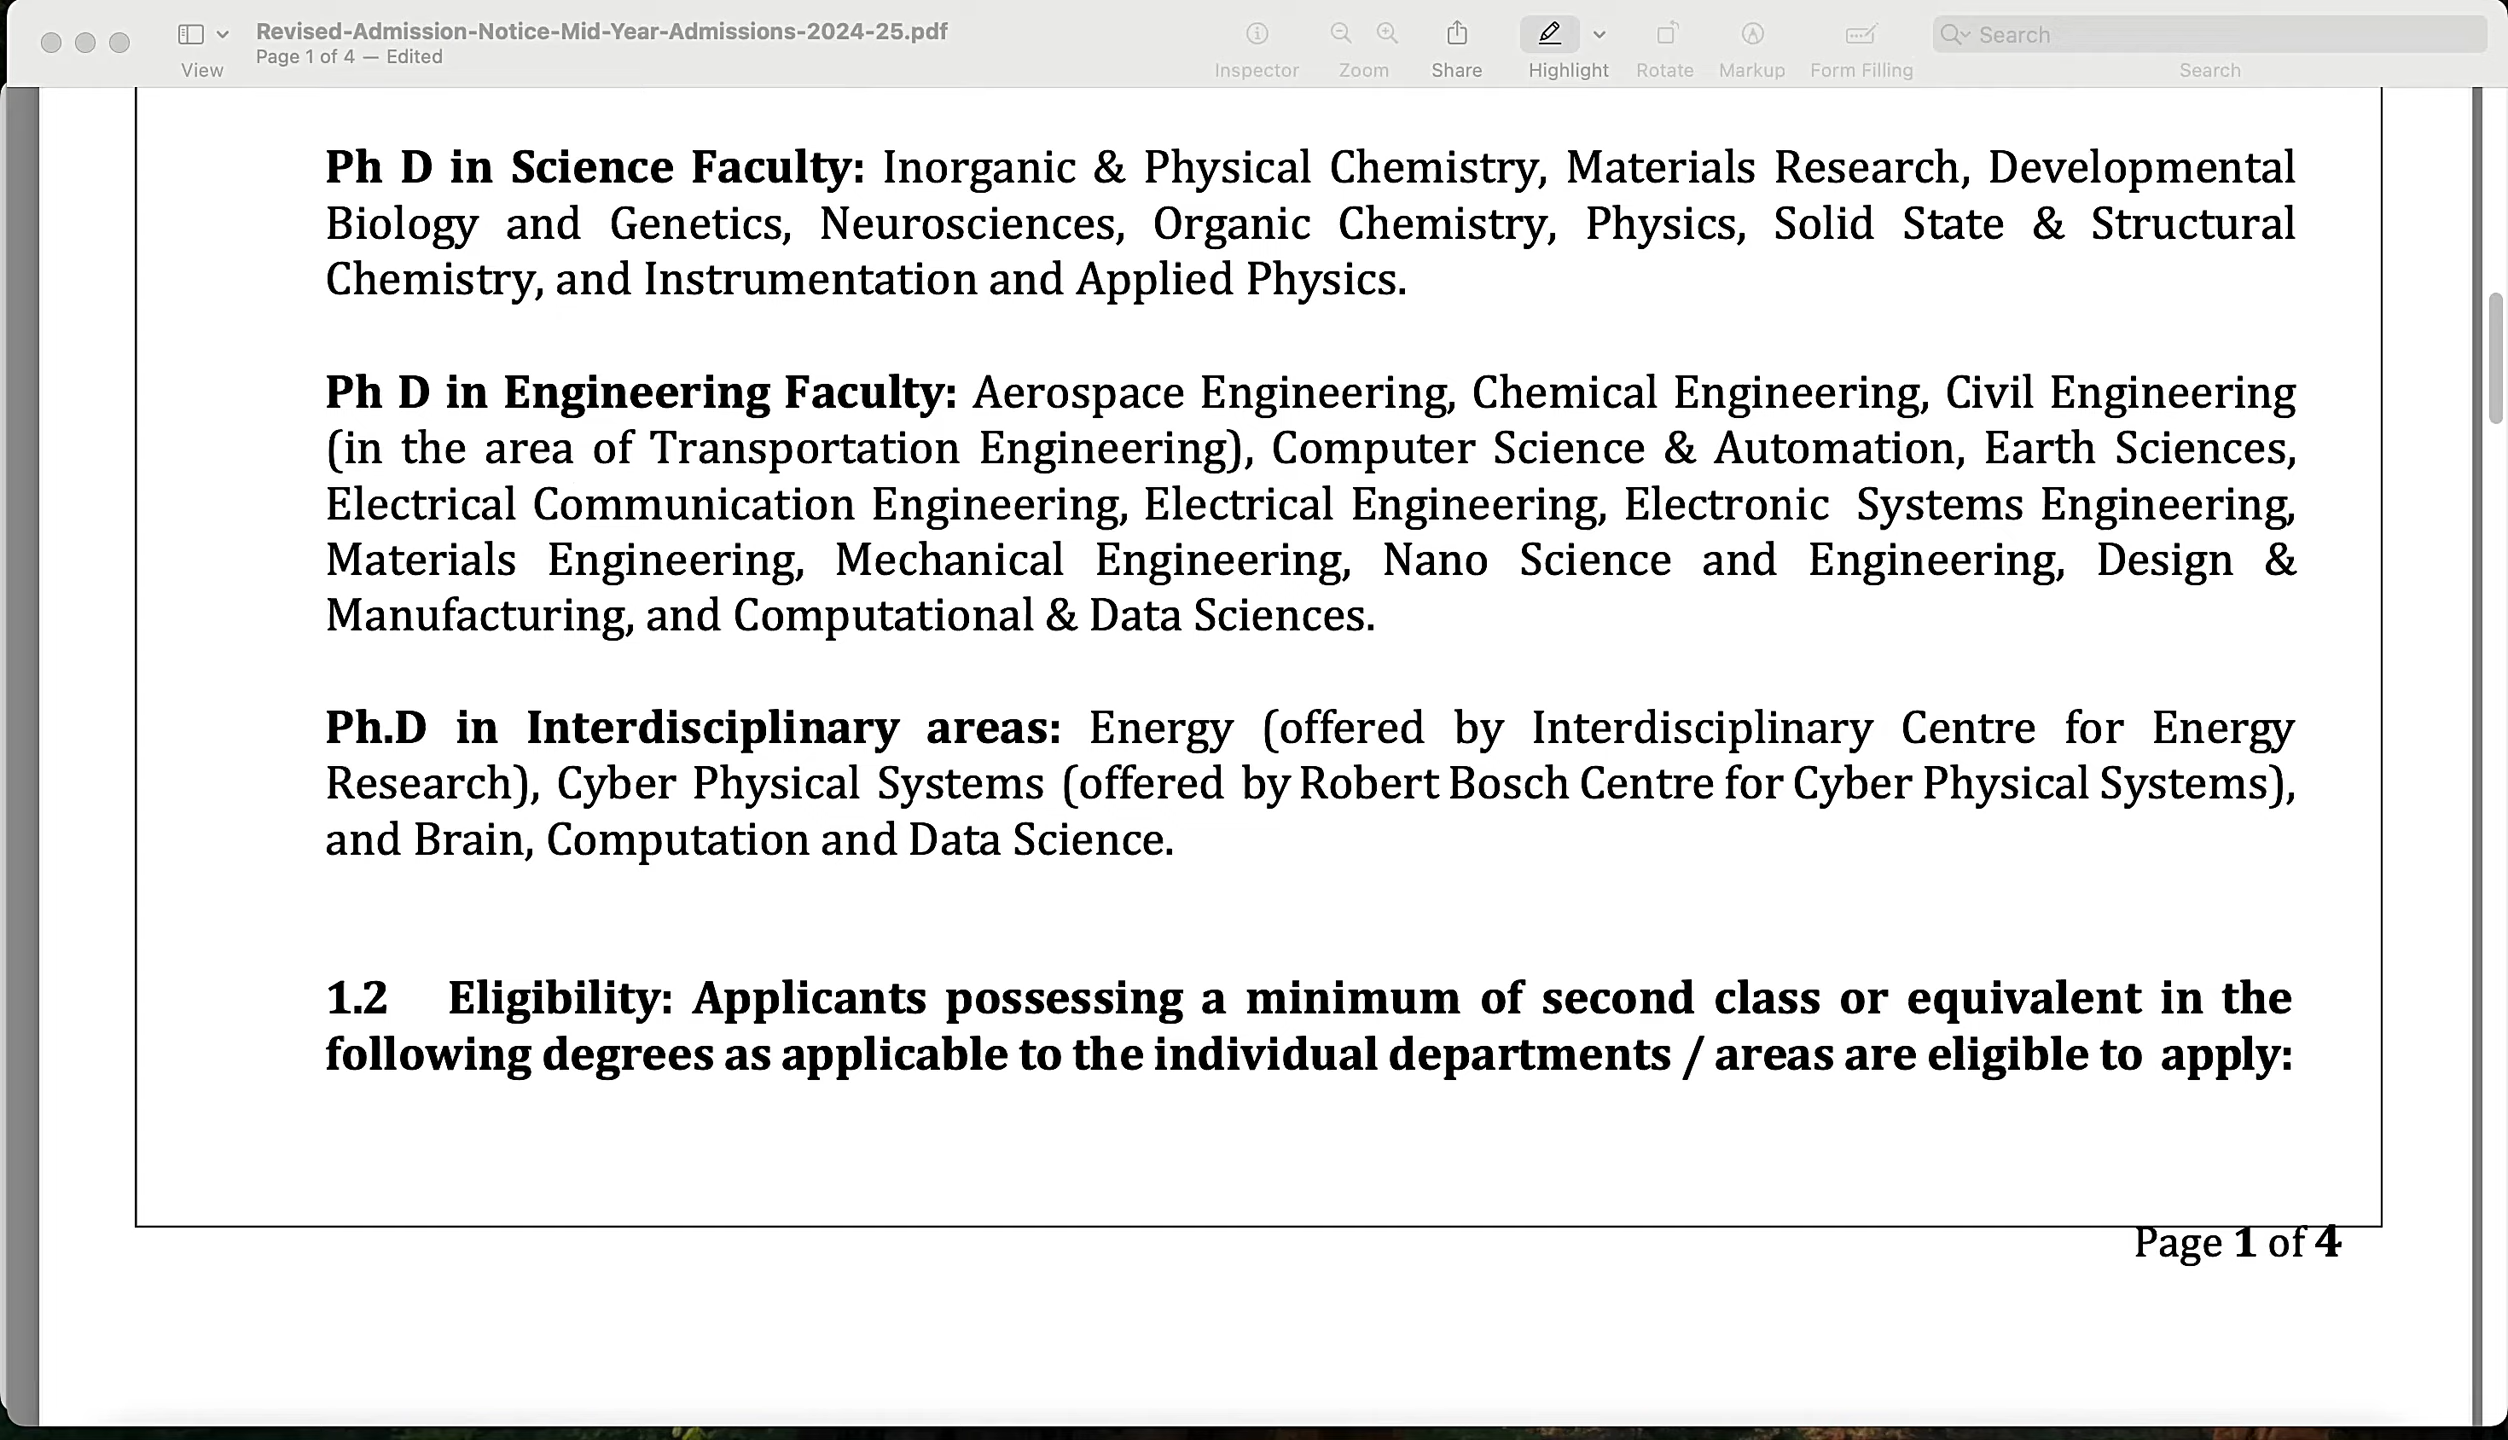 Revised-Admission-Notice-Mid-Year-Admissions-2024-25.pdf
Page 1 of 4 — Edited
View
Inspector
Zoom
Share
Highlight
Rotate
Markup
Form Filling
Search
Search
Ph D in Science Faculty: Inorganic & Physical Chemistry, Materials Research, Developmental
Biology and Genetics, Neurosciences, Organic Chemistry, Physics, Solid State & Structural
Chemistry, and Instrumentation and Applied Physics.
Ph D in Engineering Faculty: Aerospace Engineering, Chemical Engineering, Civil Engineering
(in the area of Transportation Engineering), Computer Science & Automation, Earth Sciences,
Electrical Communication Engineering, Electrical Engineering, Electronic Systems Engineering,
Materials Engineering, Mechanical Engineering, Nano Science and Engineering, Design &
Manufacturing, and Computational & Data Sciences.
Ph.D in Interdisciplinary areas: Energy (offered by Interdisciplinary Centre for Energy
Research), Cyber Physical Systems (offered by Robert Bosch Centre for Cyber Physical Systems),
and Brain, Computation and Data Science.
1.2 Eligibility: Applicants possessing a minimum of second class or equivalent in the
following degrees as applicable to the individual departments / areas are eligible to apply:
Page 1 of 4